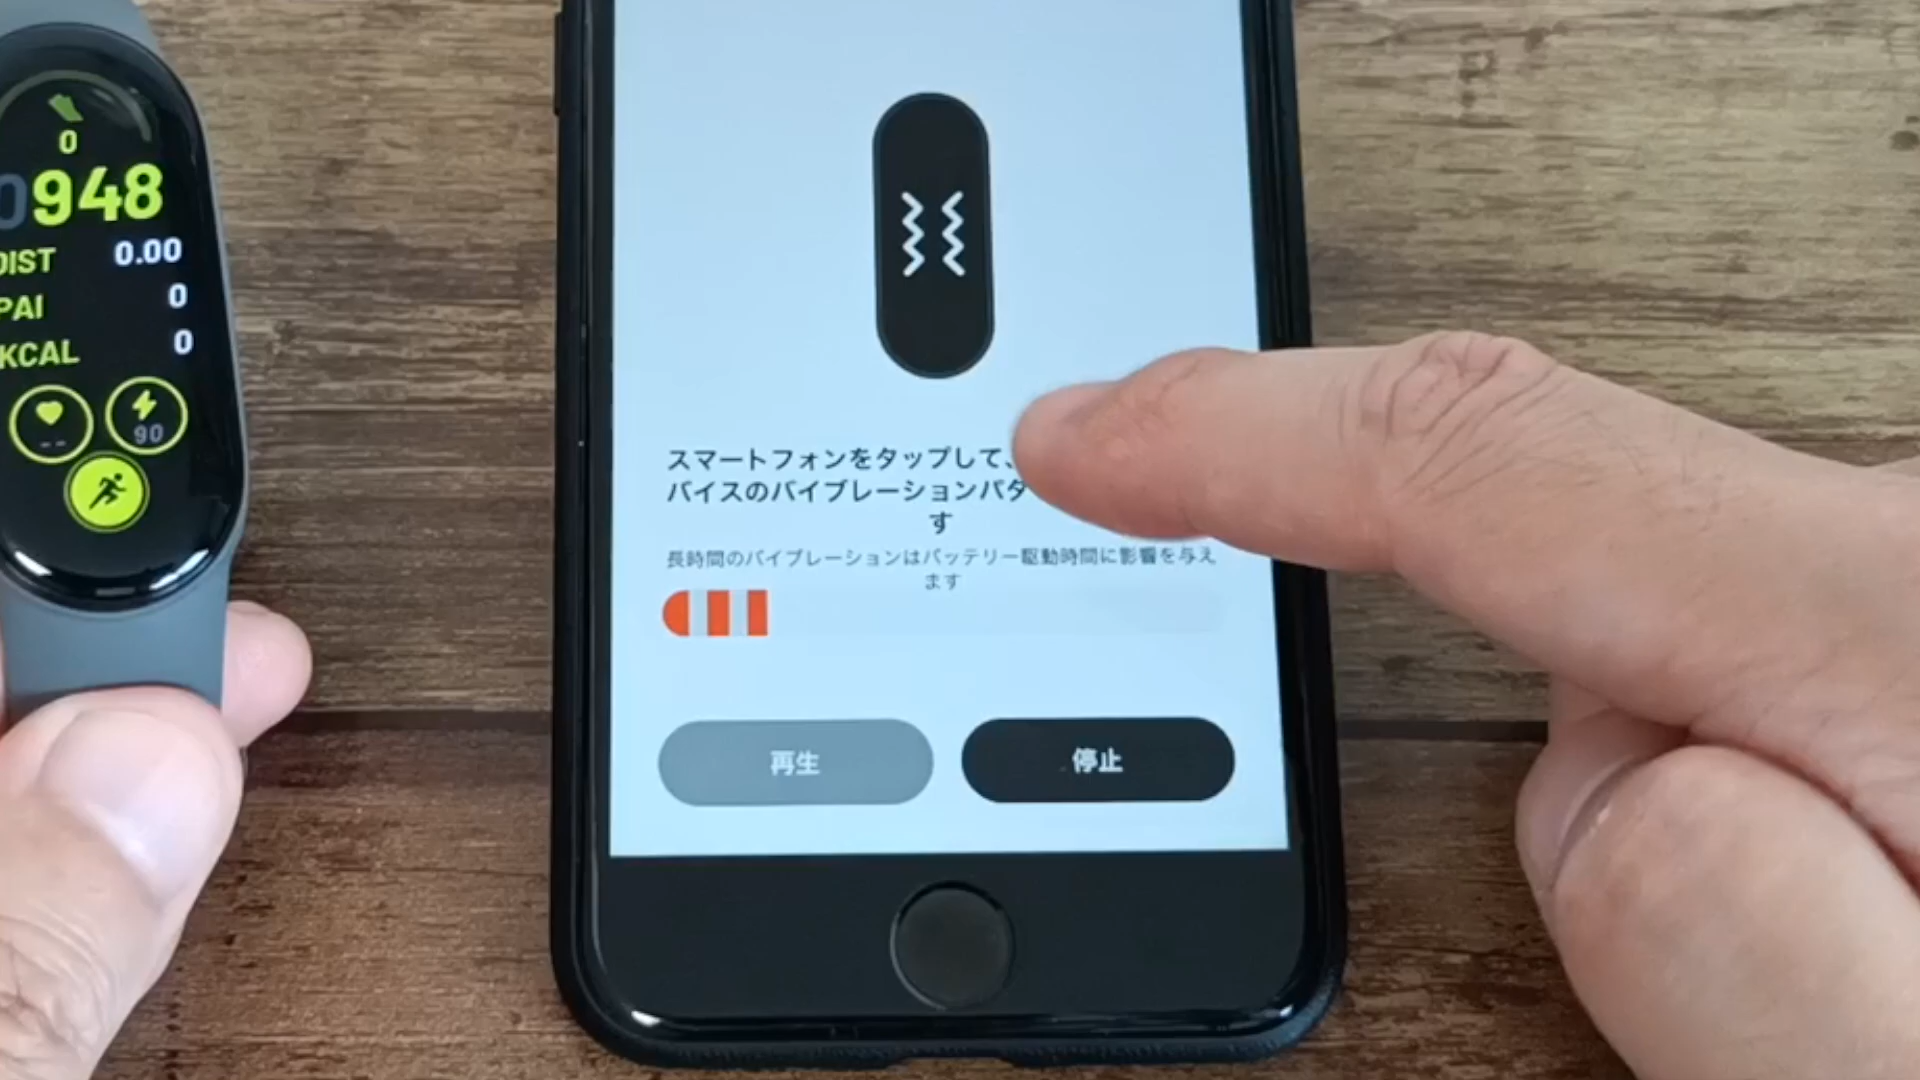 0
0948
DIST 0.00
PAI 0
KCAL 0
-- 90
スマートフォンをタップして、
バイスのバイブレーションパタ
す
長時間のバイブレーションはバッテリー駆動時間に影響を与え
ます
再生 停止